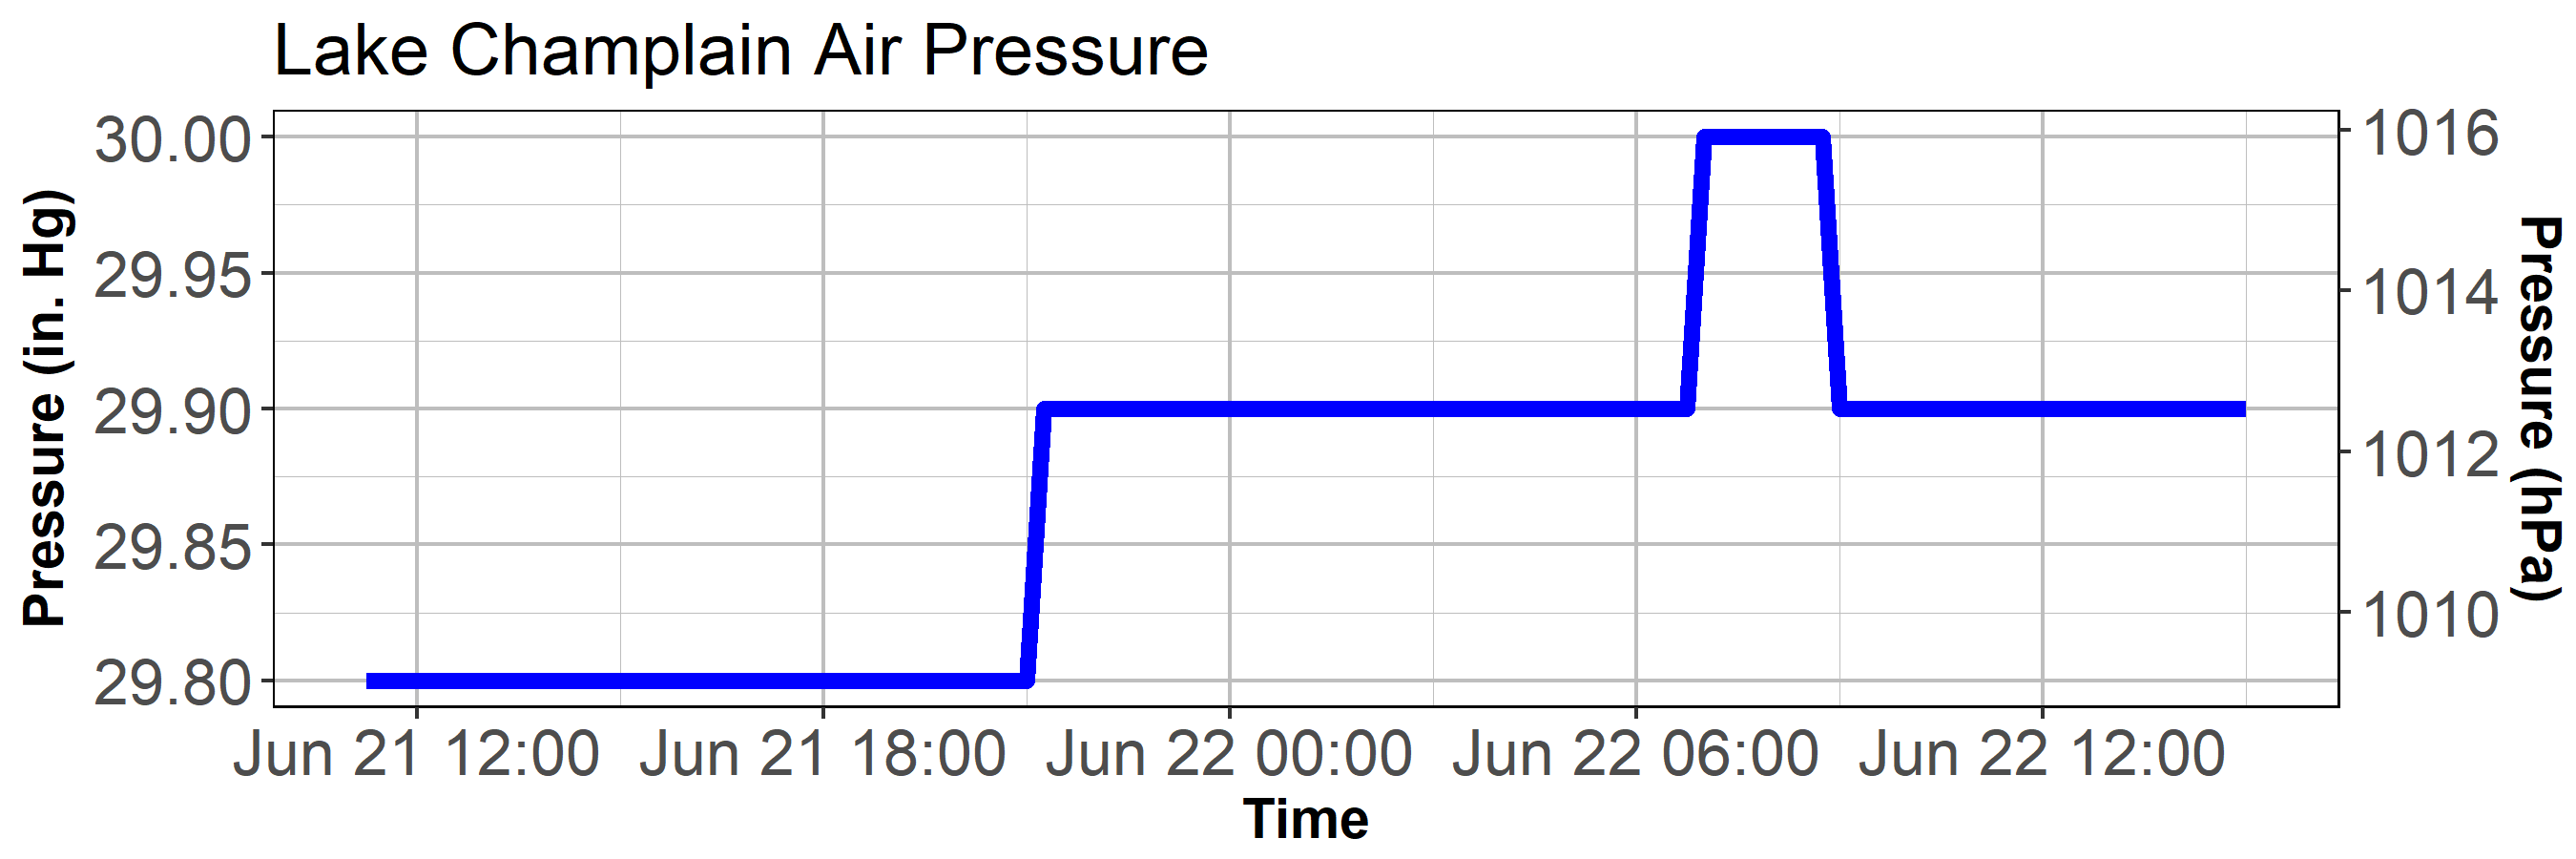 Lake Champlain Air Pressure
30.00
29.95
29.90
29.85
29.80
Pressure (in. Hg)
1016
1014
1012
1010
Pressure (hPa)
Jun 21 12:00 Jun 21 18:00 Jun 22 00:00 Jun 22 06:00 Jun 22 12:00
Time